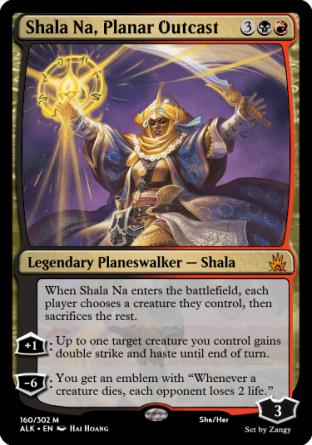 Shala Na, Planar Outcast 3
Legendary Planeswalker — Shala
When Shala Na enters the battlefield, each
player chooses a creature they control, then
sacrifices the rest.
+1: Up to one target creature you control gains
double strike and haste until end of turn.
-6: You get an emblem with “Whenever a
creature dies, each opponent loses 2 life.”
3
160/302 M
She/Her
ALK • EN Hai Hoang
Set by Zangy